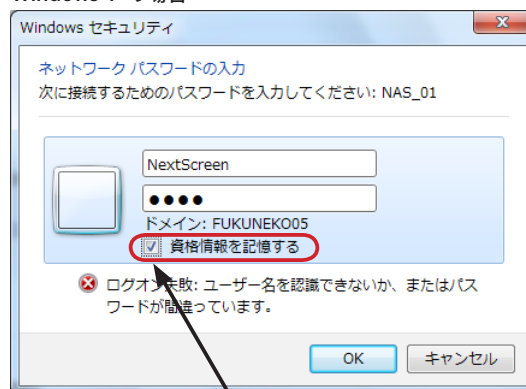 Windows セキュリティ
ネットワーク パスワードの入力
次に接続するためのパスワードを入力してください: NAS_01
NextScreen
●●●●
ドメイン: FUKUNEKO05
資格情報を記憶する
ログオン失敗: ユーザー名を認識できないか、またはパス
ワードが間違っています。
OK
キャンセル